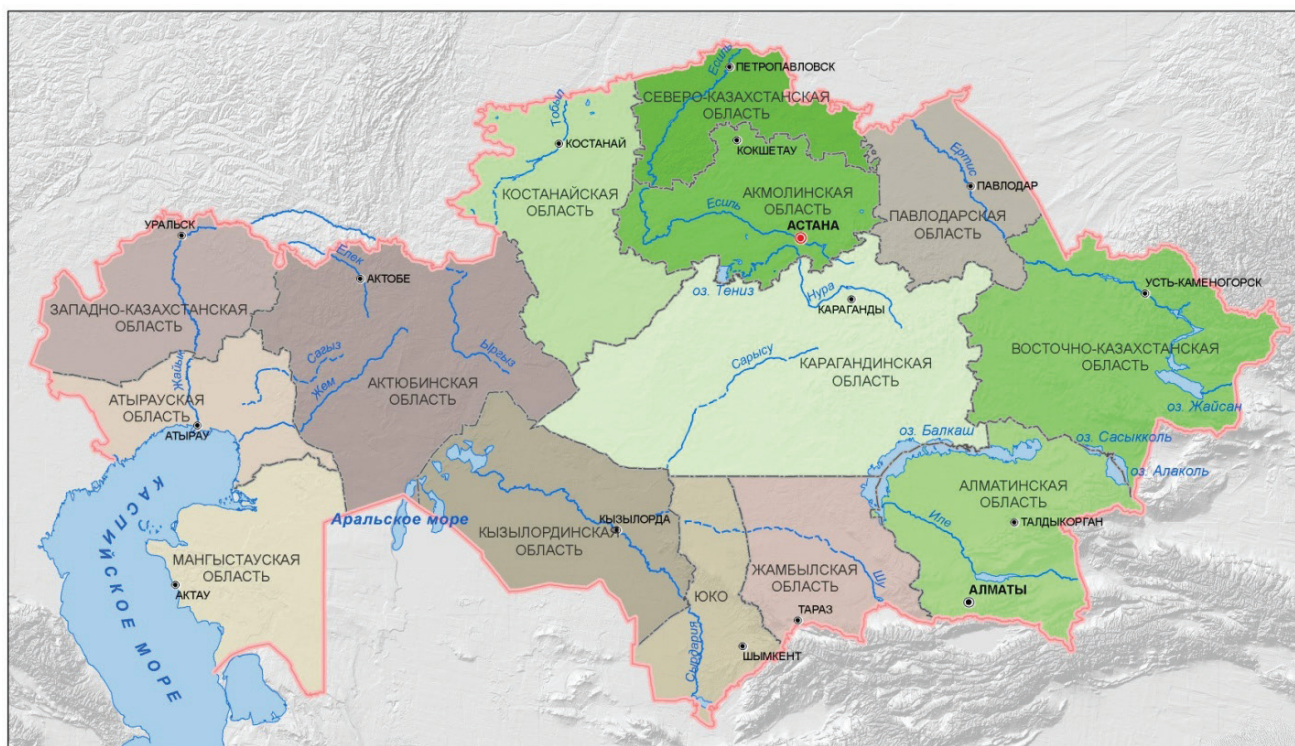 Есиль
ПЕТРОПАВЛОВСК
СЕВЕРО-КАЗАХСТАНСКАЯ
ОБЛАСТЬ
Тобыл
КОСТАНАЙ
КОКШЕТАУ
Ертис
ПАВЛОДАР
КОСТАНАЙСКАЯ
ОБЛАСТЬ
АКМОЛИНСКАЯ
ОБЛАСТЬ
Есиль
АСТАНА
ПАВЛОДАРСКАЯ
ОБЛАСТЬ
УРАЛЬСК
Елек
АКТОБЕ
оз. Тениз
Нура
КАРАГАНДЫ
УСТЬ-КАМЕНОГОРСК
ЗАПАДНО-КАЗАХСТАНСКАЯ
ОБЛАСТЬ
Сагыз
Ыргыз
Жайык
Жем
АКТЮБИНСКАЯ
ОБЛАСТЬ
Сарысу
КАРАГАНДИНСКАЯ
ОБЛАСТЬ
ВОСТОЧНО-КАЗАХСТАНСКАЯ
ОБЛАСТЬ
АТЫРАУСКАЯ
ОБЛАСТЬ
АТЫРАУ
оз. Жайсан
оз. Балкаш
оз. Сасыкколь
оз. Алаколь
КАСПИЙСКОЕ МОРЕ
АЛМАТИНСКАЯ
ОБЛАСТЬ
Аральское море
КЫЗЫЛОРДА
КЫЗЫЛОРДИНСКАЯ
ОБЛАСТЬ
Иле
ТАЛДЫКОРГАН
МАНГЫСТАУСКАЯ
ОБЛАСТЬ
АКТАУ
ЖАМБЫЛСКАЯ
ОБЛАСТЬ
Шу
ЮКО
АЛМАТЫ
ТАРАЗ
Сырдария
ШЫМКЕНТ